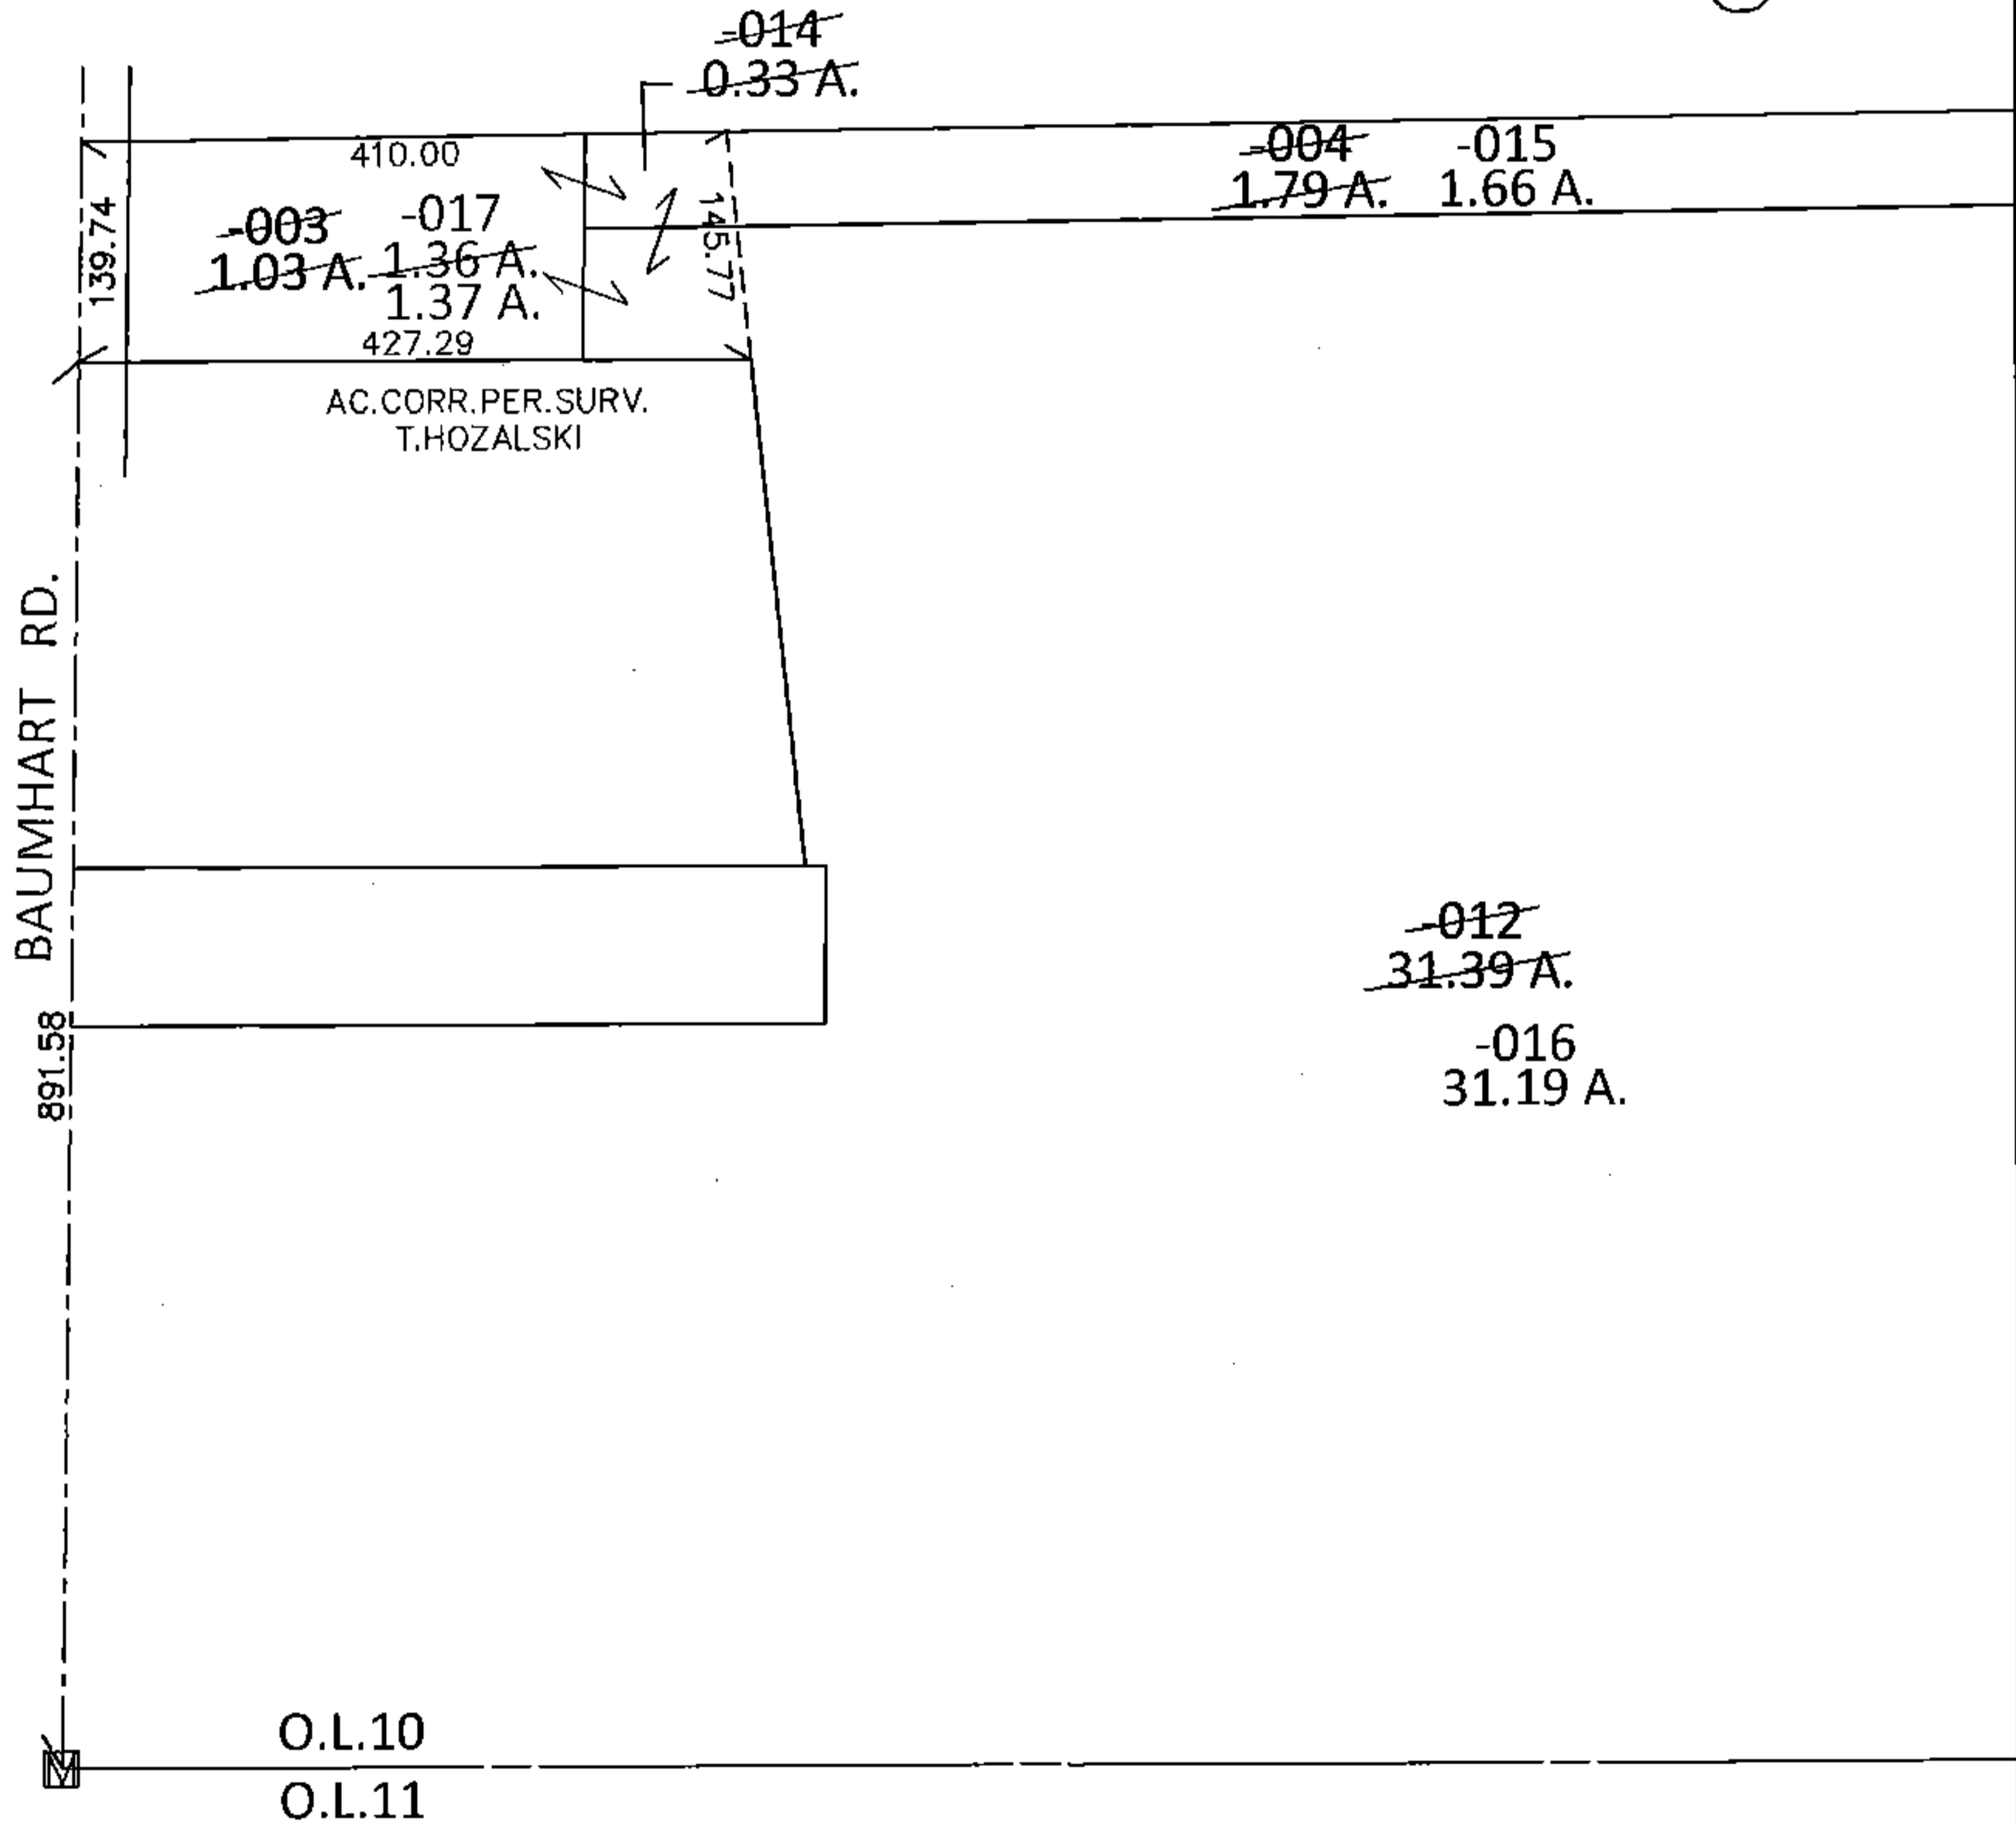 -014
0.33 A.
410.00
-004
1.79 A.
-015
1.66 A.
139.74
-003
1.03 A.
-017
1.36 A.
1.37 A.
145.77
427.29
AC.CORR.PER.SURV.
T.HOZALSKI
BAUMHART RD.
891.58
-012
31.39 A.
-016
31.19 A.
O.L.10
M
O.L.11